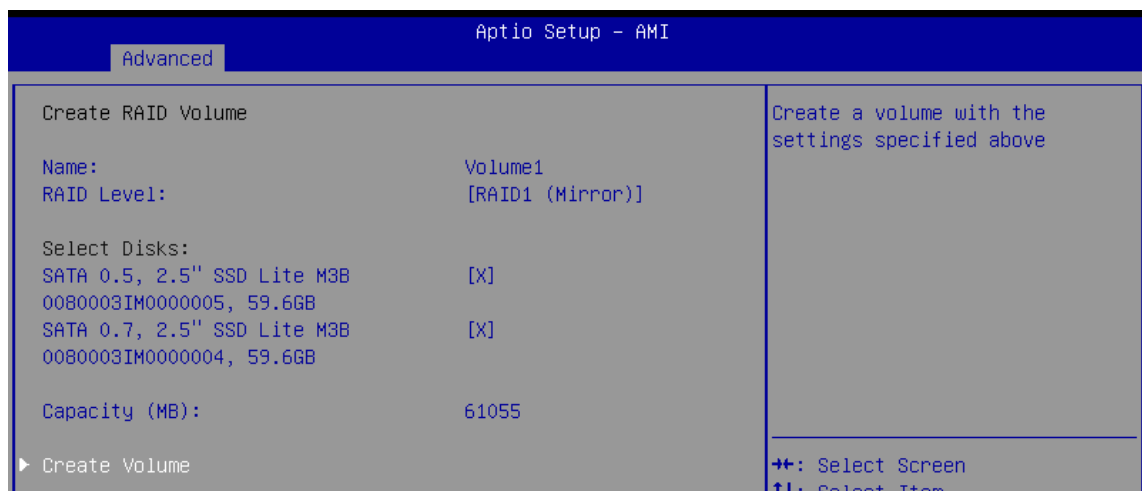 Aptio Setup – AMI
Advanced
Create RAID Volume
Name: Volume1
RAID Level: [RAID1 (Mirror)]
Select Disks:
SATA 0.5, 2.5" SSD Lite M3B [X]
0080003IM0000005, 59.6GB
SATA 0.7, 2.5" SSD Lite M3B [X]
0080003IM0000004, 59.6GB
Capacity (MB): 61055
Create Volume
Create a volume with the
settings specified above
→←: Select Screen
↑↓: Select Item